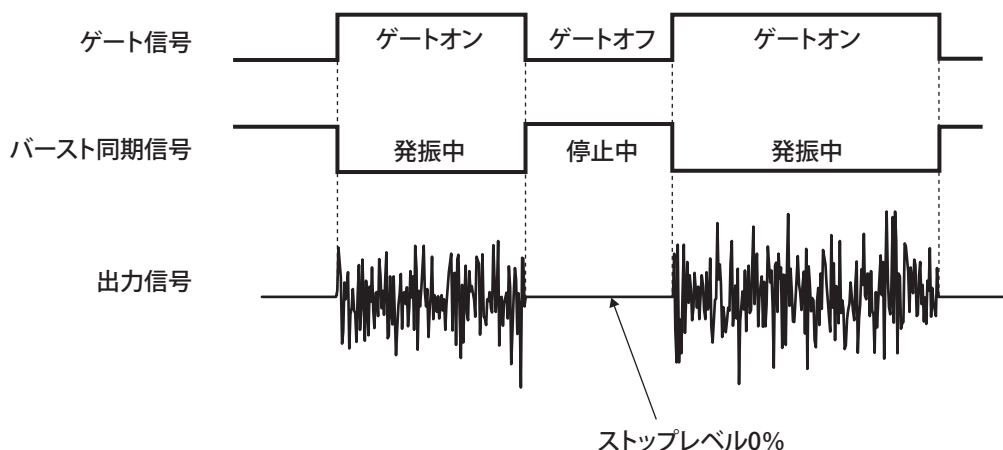 ゲート信号
ゲートオン
ゲートオフ
ゲートオン
バースト同期信号
発振中
停止中
発振中
出力信号
ストップレベル0%